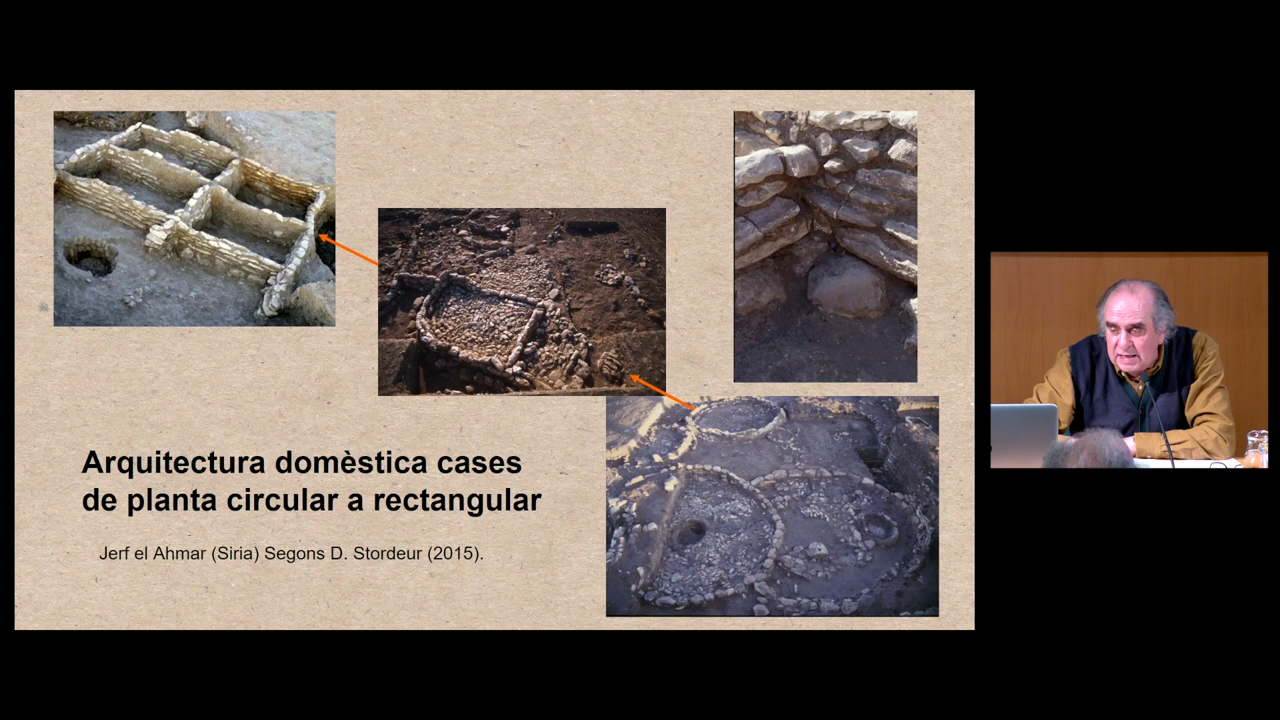 Arquitectura domèstica cases
de planta circular a rectangular
Jerf el Ahmar (Siria) Segons D. Stordeur (2015).